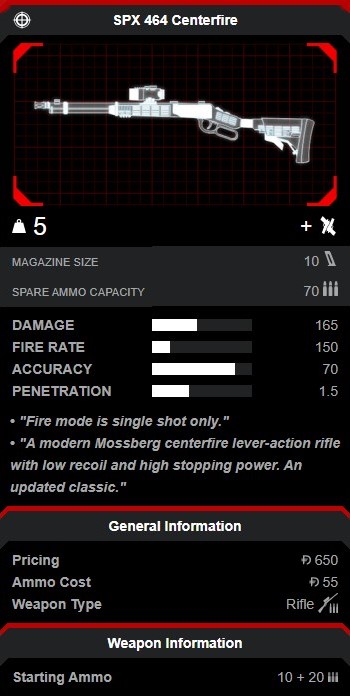 SPX 464 Centerfire
5 +
MAGAZINE SIZE 10
SPARE AMMO CAPACITY 70
DAMAGE 165
FIRE RATE 150
ACCURACY 70
PENETRATION 1.5
• "Fire mode is single shot only."
• "A modern Mossberg centerfire lever-action rifle
with low recoil and high stopping power. An
updated classic."
General Information
Pricing 650
Ammo Cost 55
Weapon Type Rifle
Weapon Information
Starting Ammo 10 + 20